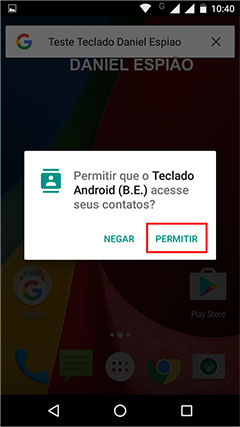 10:40
Teste Teclado Daniel Espiao
DANIEL ESPIAO
Permitir que o Teclado
Android (B.E.) acesse
seus contatos?
NEGAR PERMITIR
Google Play Store